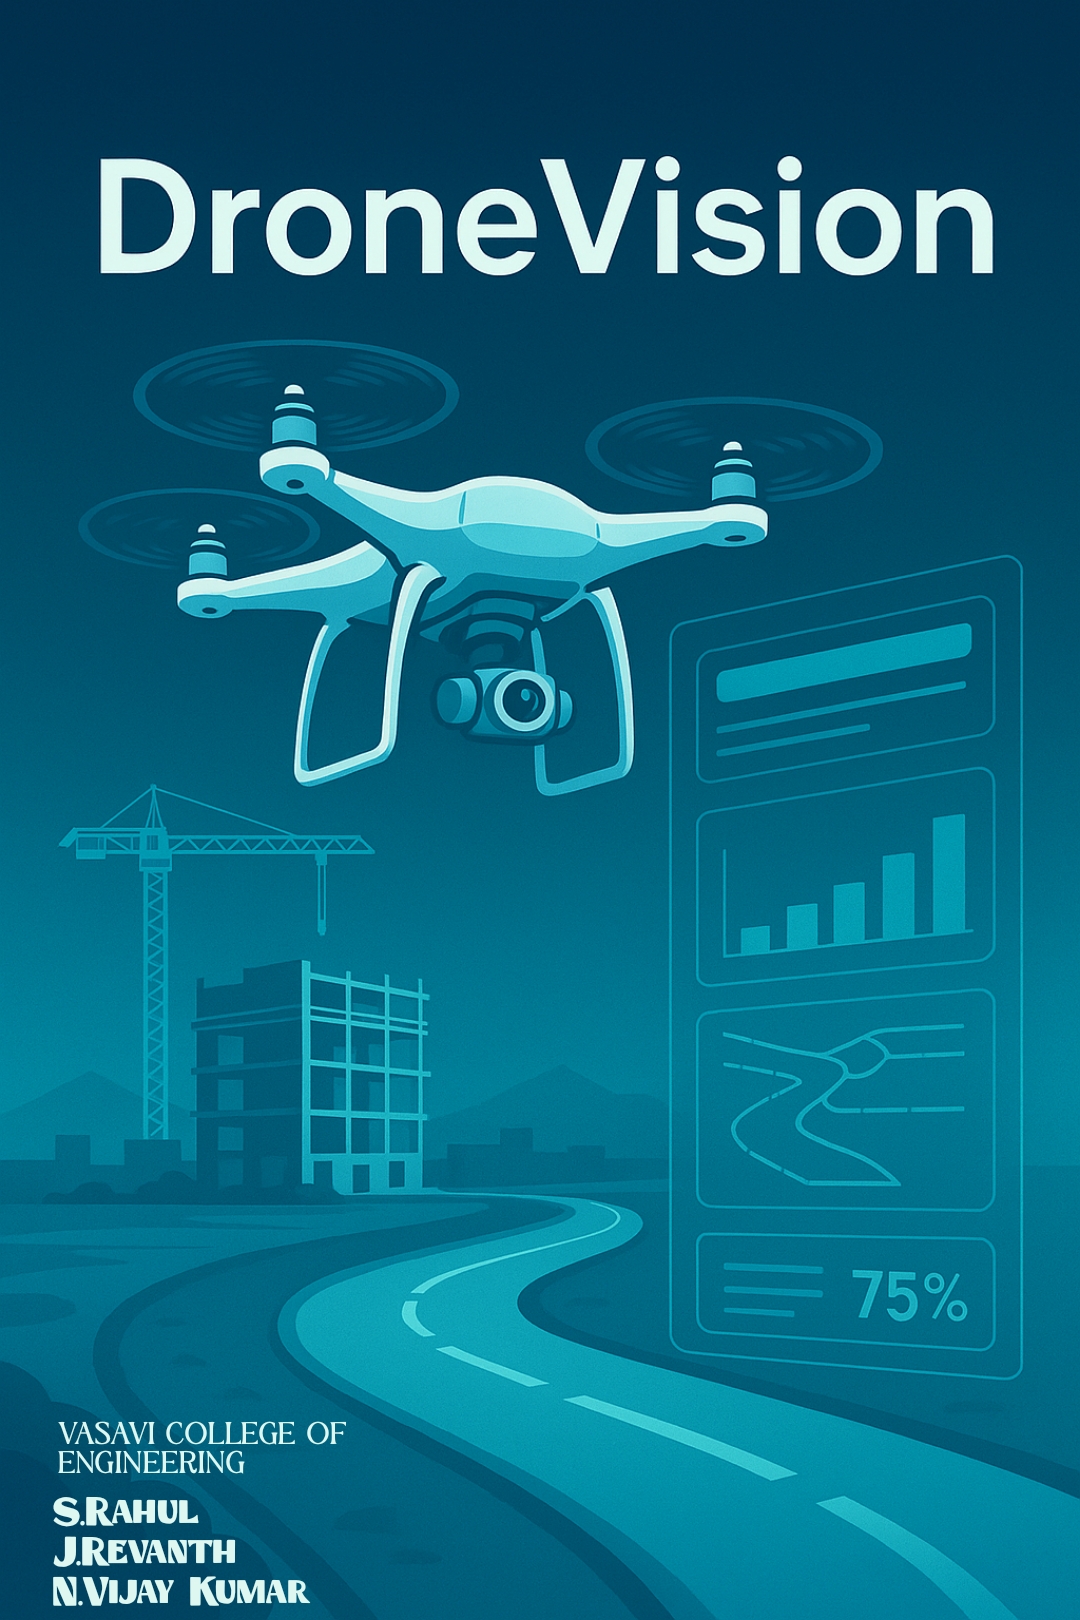 DroneVision
75%
VASAVI COLLEGE OF
ENGINEERING
S.RAHUL
J.REVANTH
N.VIJAY KUMAR